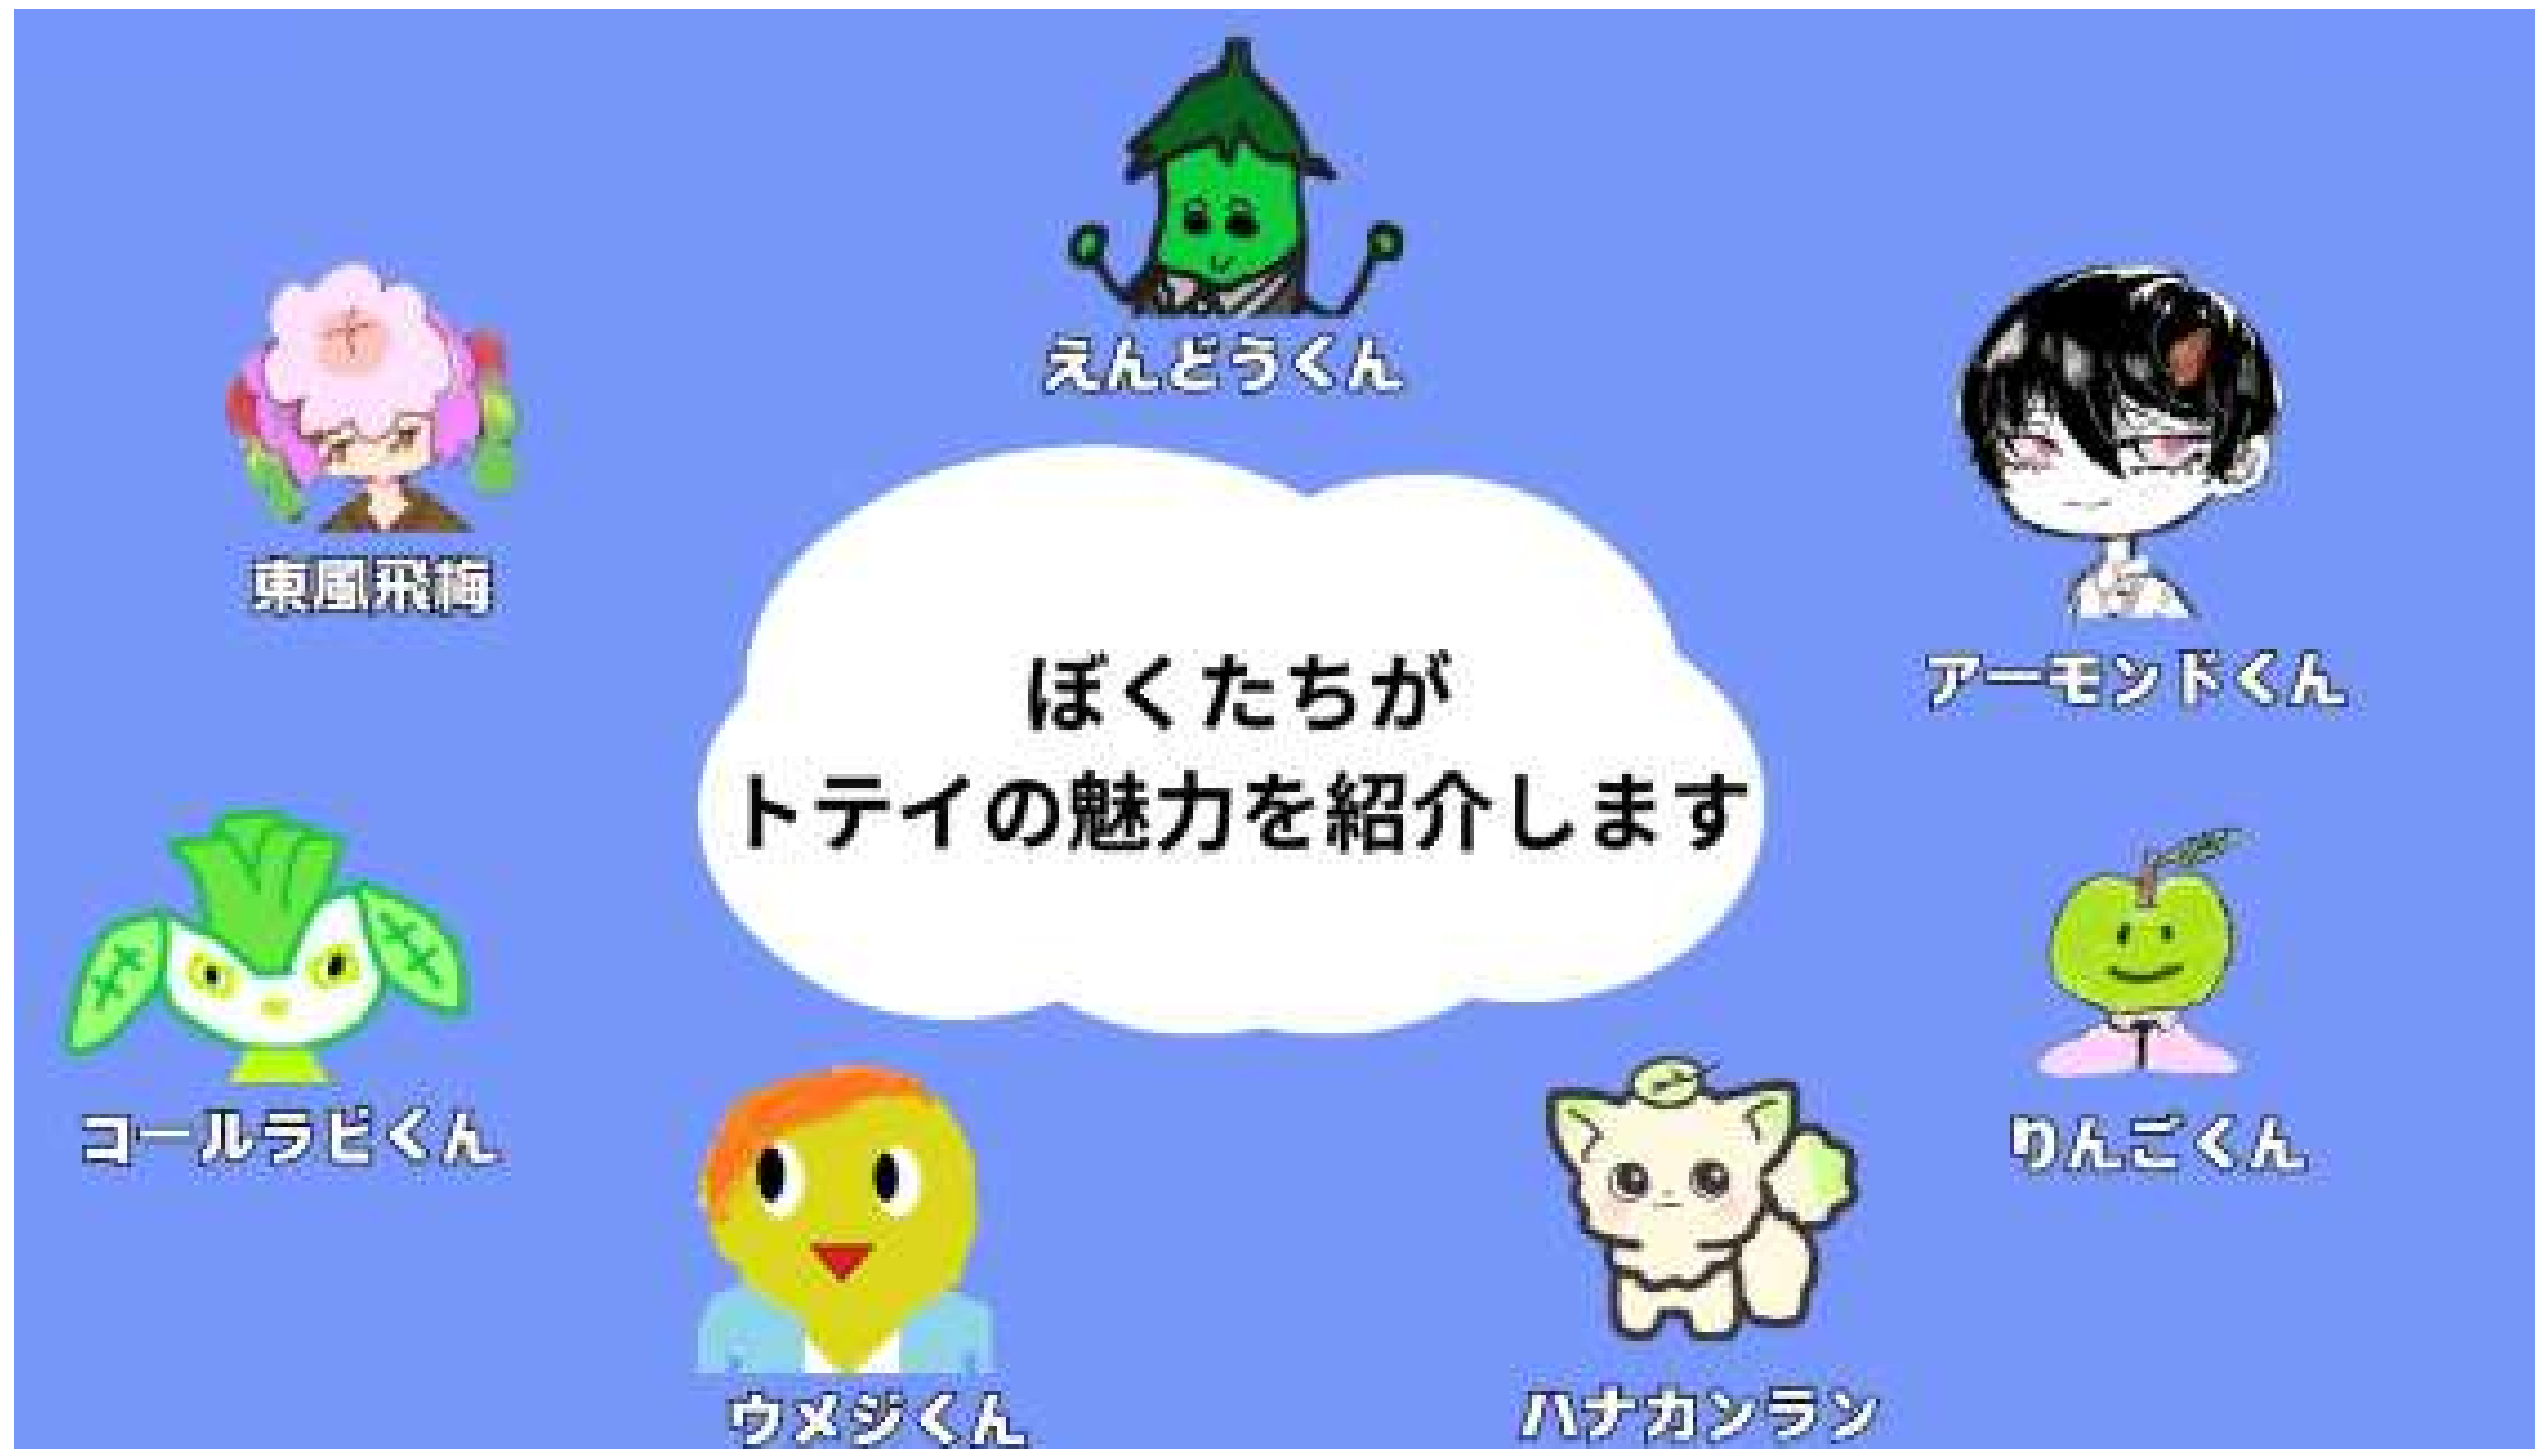 えんどうくん
東風飛梅
アーモンドくん
ぼくたちが
トテイの魅力を紹介します
コールラビくん
りんごくん
ウメジくん
ハナカンラン